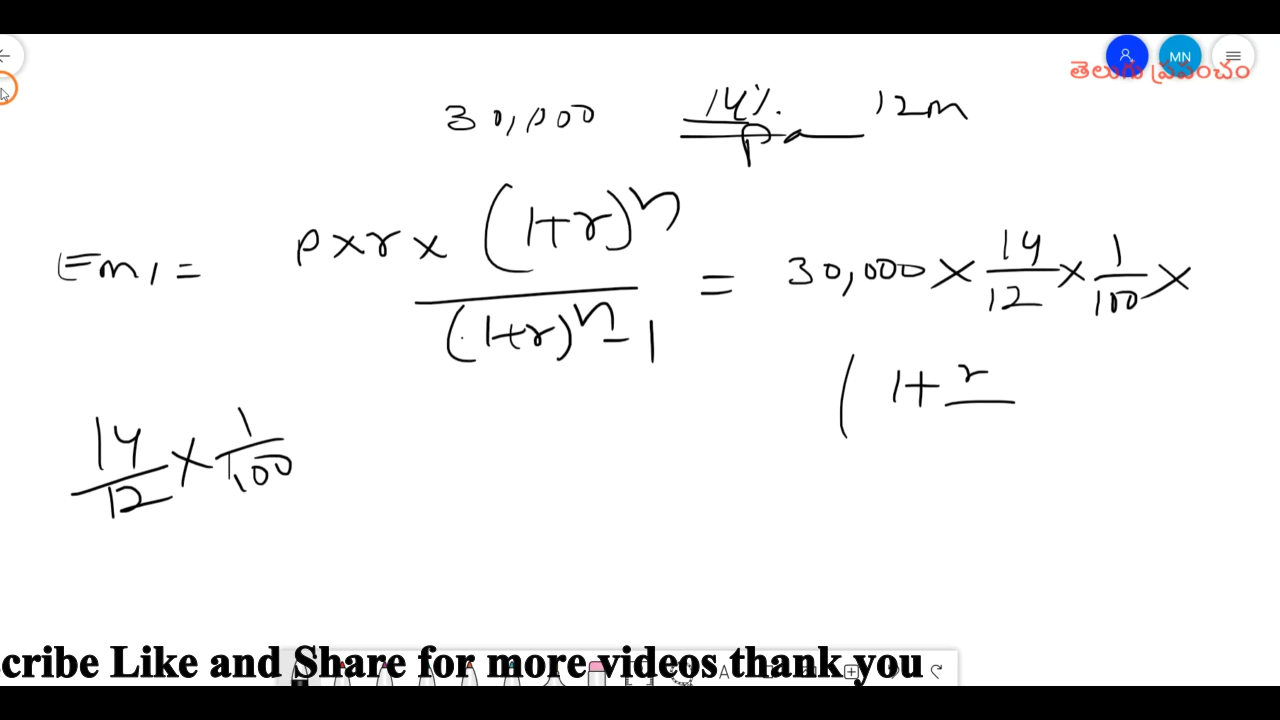 MN
తెలుగు ప్రపంచం
30,000 14% Pa 12m
Emi = P × r × (1+r)^n / (1+r)^n - 1 = 30,000 × 14/12 × 1/100 ×
(1 + r
14/12 × 1/100
cribe Like and Share for more videos thank you